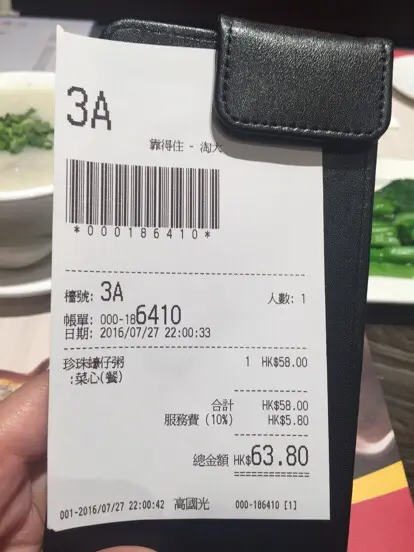 3A
靠得住 - 淘大
*000186410*
檯號: 3A 人數: 1
帳單: 000-186410
日期: 2016/07/27 22:00:33
珍珠蠔仔粥 1 HK$58.00
:菜心(餐)
合計 HK$58.00
服務費 (10%) HK$5.80
總金額 HK$63.80
001-2016/07/27 22:00:42 高國光 000-186410 [1]